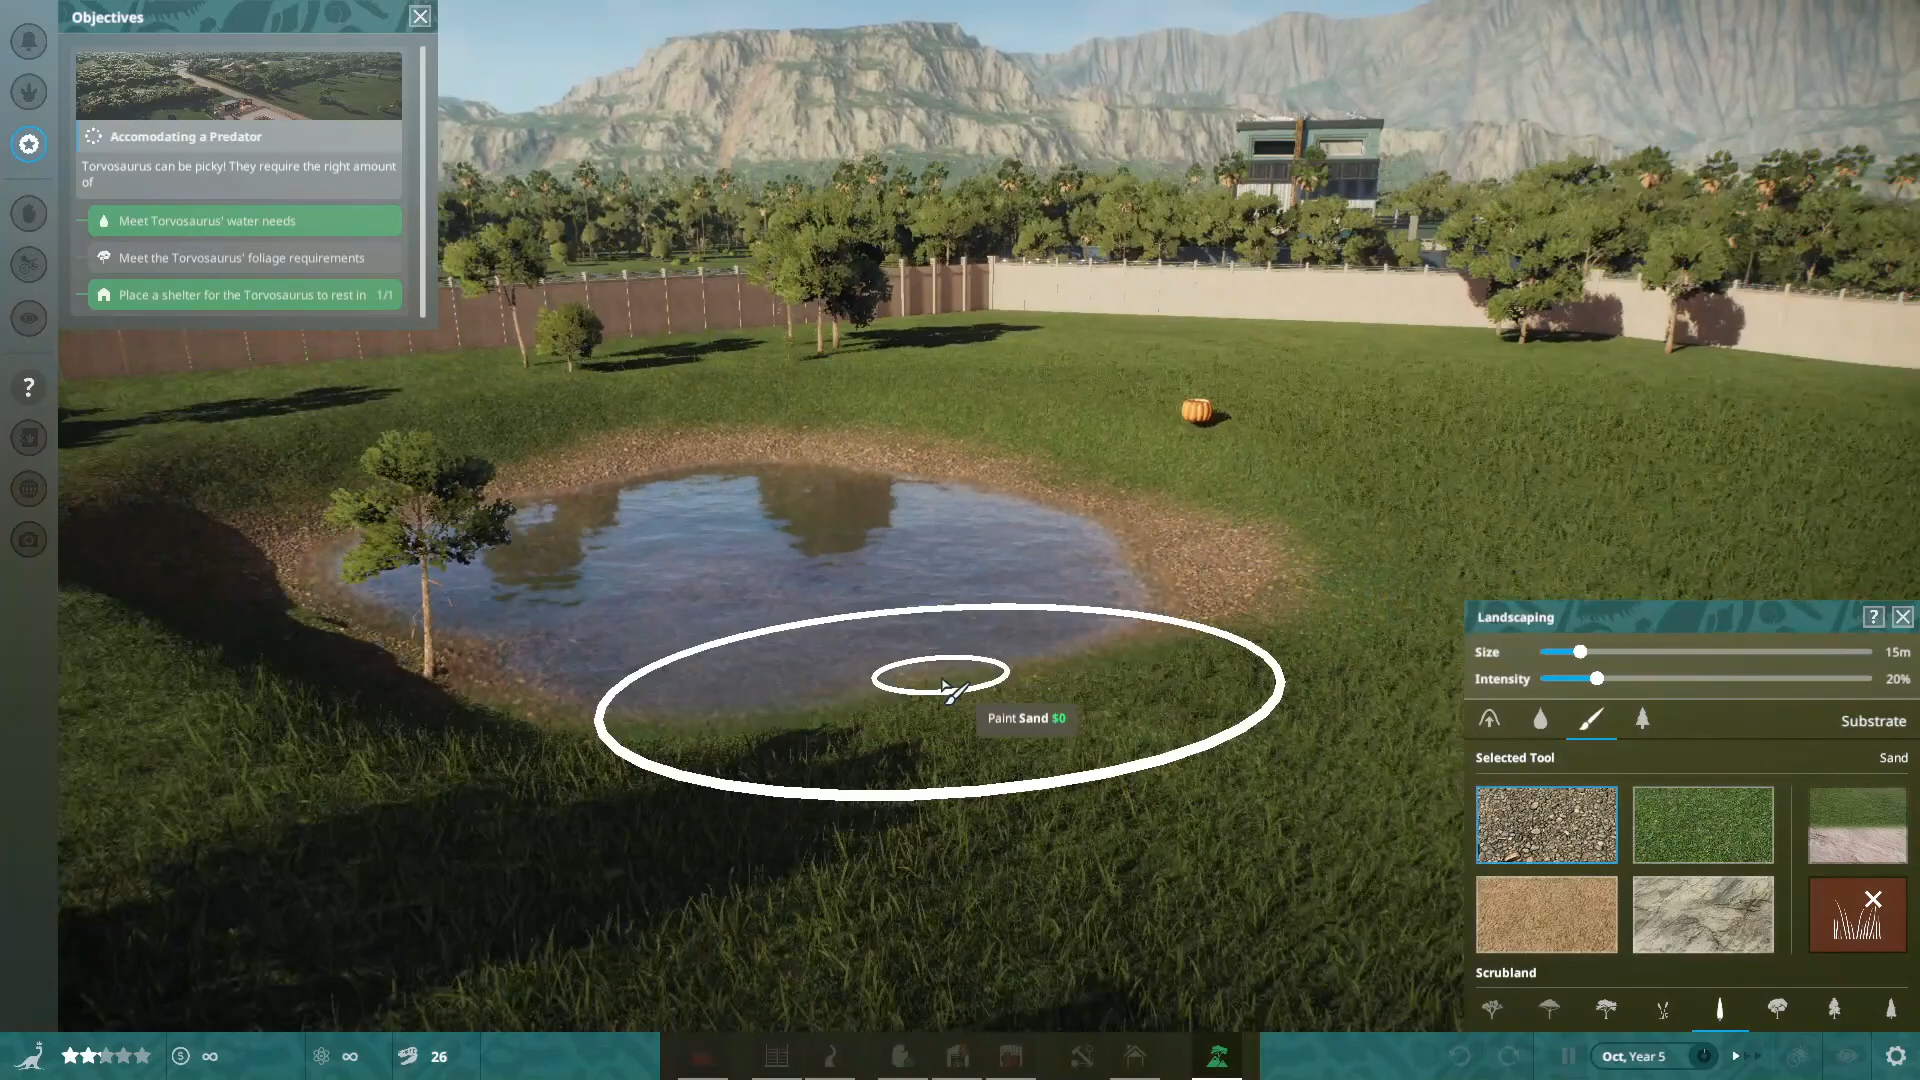 Objectives
Accomodating a Predator
Torvosaurus can be picky! They require the right amount
of
Meet Torvosaurus' water needs
Meet the Torvosaurus' foliage requirements
Place a shelter for the Torvosaurus to rest in 1/1
?
Paint Sand $0
Landscaping
?
Size 15m
Intensity 20%
Substrate
Selected Tool Sand
Scrubland
∞
∞
26
Oct, Year 5